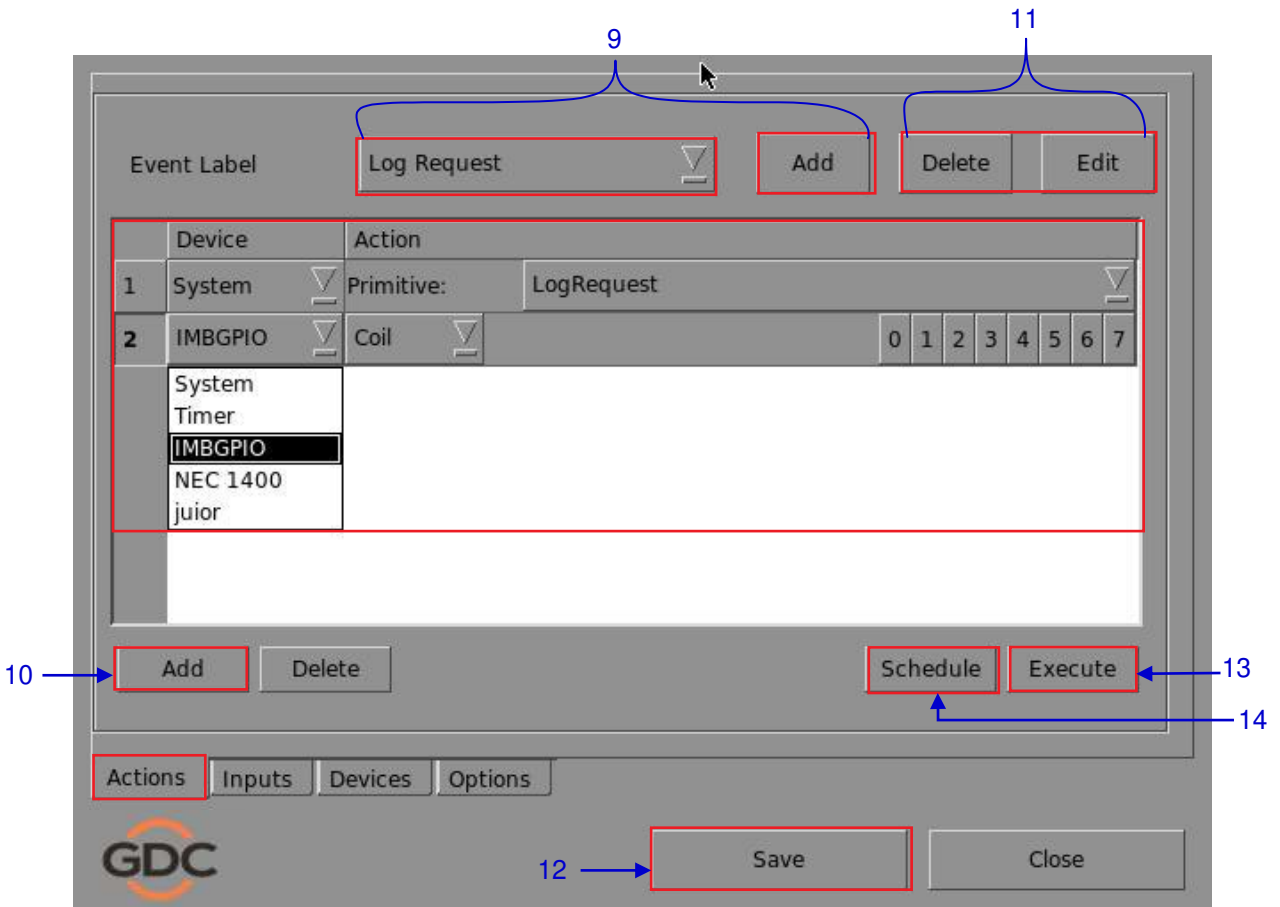 11
9
Event Label Log Request Add Delete Edit
Device Action
1 System Primitive: LogRequest
2 IMBGPIO Coil 0 1 2 3 4 5 6 7
System
Timer
IMBGPIO
NEC 1400
juior
10 Add Delete Schedule Execute 13
14
Actions Inputs Devices Options
GDC
12 Save Close